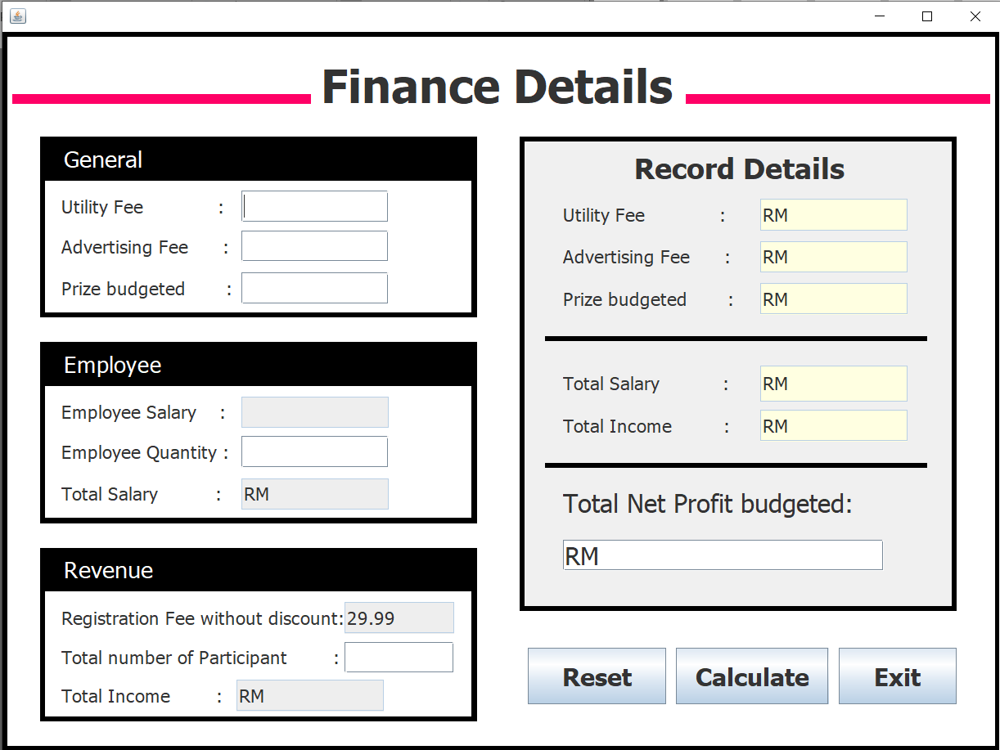 Finance Details
General
Utility Fee :
Advertising Fee :
Prize budgeted :
Employee
Employee Salary :
Employee Quantity :
Total Salary : RM
Revenue
Registration Fee without discount: 29.99
Total number of Participant :
Total Income : RM
Record Details
Utility Fee : RM
Advertising Fee : RM
Prize budgeted : RM
Total Salary : RM
Total Income : RM
Total Net Profit budgeted:
RM
Reset Calculate Exit